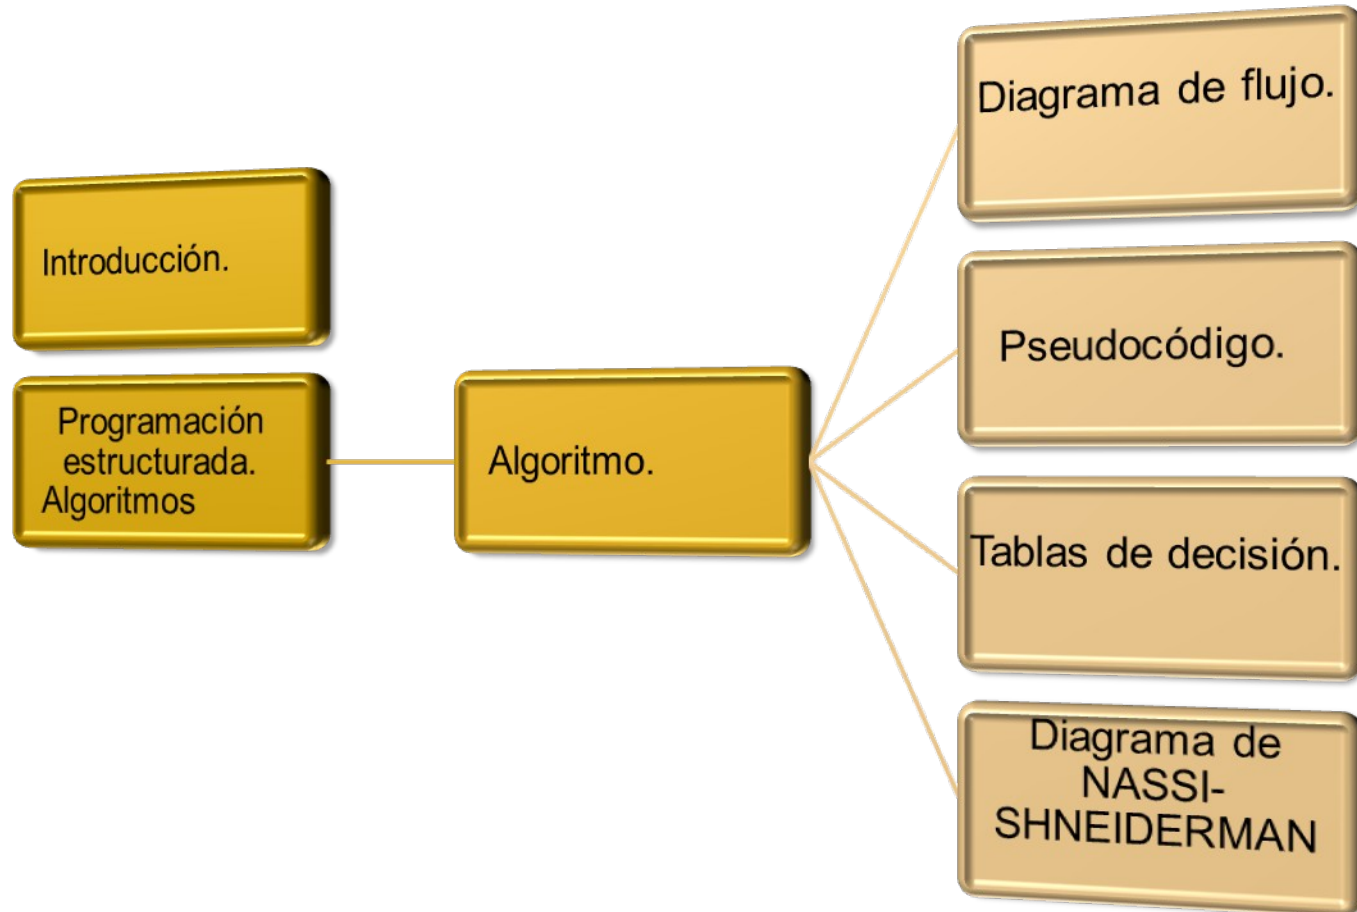 Introducción.
Programación
estructurada.
Algoritmos
Algoritmo.
Diagrama de flujo.
Pseudocódigo.
Tablas de decisión.
Diagrama de
NASSI-
SHNEIDERMAN